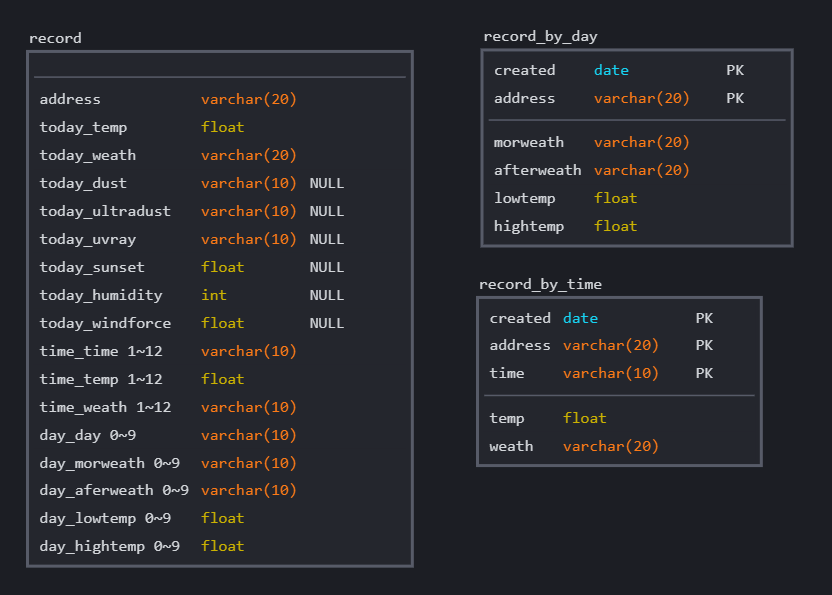 record
address varchar(20)
today_temp float
today_weath varchar(20)
today_dust varchar(10) NULL
today_ultradust varchar(10) NULL
today_uvray varchar(10) NULL
today_sunset float NULL
today_humidity int NULL
today_windforce float NULL
time_time 1~12 varchar(10)
time_temp 1~12 float
time_weath 1~12 varchar(10)
day_day 0~9 varchar(10)
day_morweath 0~9 varchar(10)
day_aferweath 0~9 varchar(10)
day_lowtemp 0~9 float
day_hightemp 0~9 float
record_by_day
created date PK
address varchar(20) PK
morweath varchar(20)
afterweath varchar(20)
lowtemp float
hightemp float
record_by_time
created date PK
address varchar(20) PK
time varchar(10) PK
temp float
weath varchar(20)